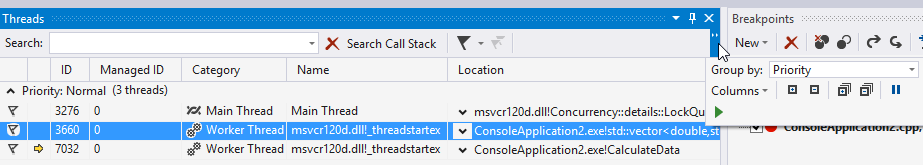 Threads
Breakpoints
Search: Search Call Stack
New
Group by: Priority
ID Managed ID Category Name Location
Columns
Priority: Normal (3 threads)
3276 0 Main Thread Main Thread msvcr120d.dll!Concurrency::details::LockQu
3660 0 Worker Thread msvcr120d.dll!_threadstartex ConsoleApplication2.exe!std::vector<double,st
7032 0 Worker Thread msvcr120d.dll!_threadstartex ConsoleApplication2.exe!CalculateData
ConsoleApplication2.cpp,